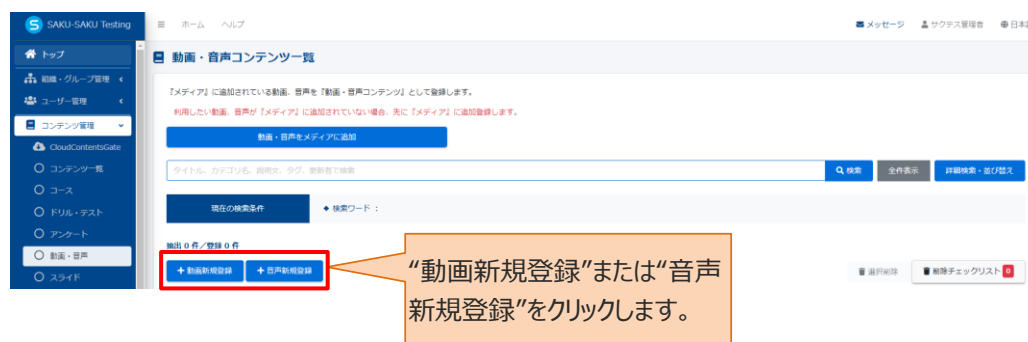 SAKU-SAKU Testing
ホーム ヘルプ
メッセージ サクテス管理者 日本
トップ
組織・グループ管理
ユーザー管理
コンテンツ管理
CloudContentsGate
コンテンツ一覧
コース
ドリル・テスト
アンケート
動画・音声
スライド
動画・音声コンテンツ一覧
『メディア』に追加されている動画、音声を『動画・音声コンテンツ』として登録します。
利用したい動画、音声が『メディア』に追加されていない場合、先に『メディア』に追加登録します。
動画・音声をメディアに追加
タイトル、カテゴリ名、説明文、タグ、更新者で検索
検索 全件表示 詳細検索・並び替え
現在の検索条件 ◆ 検索ワード :
抽出 0 件/登録 0 件
+ 動画新規登録 + 音声新規登録
選択削除 削除チェックリスト 0
“動画新規登録”または“音声
新規登録”をクリックします。